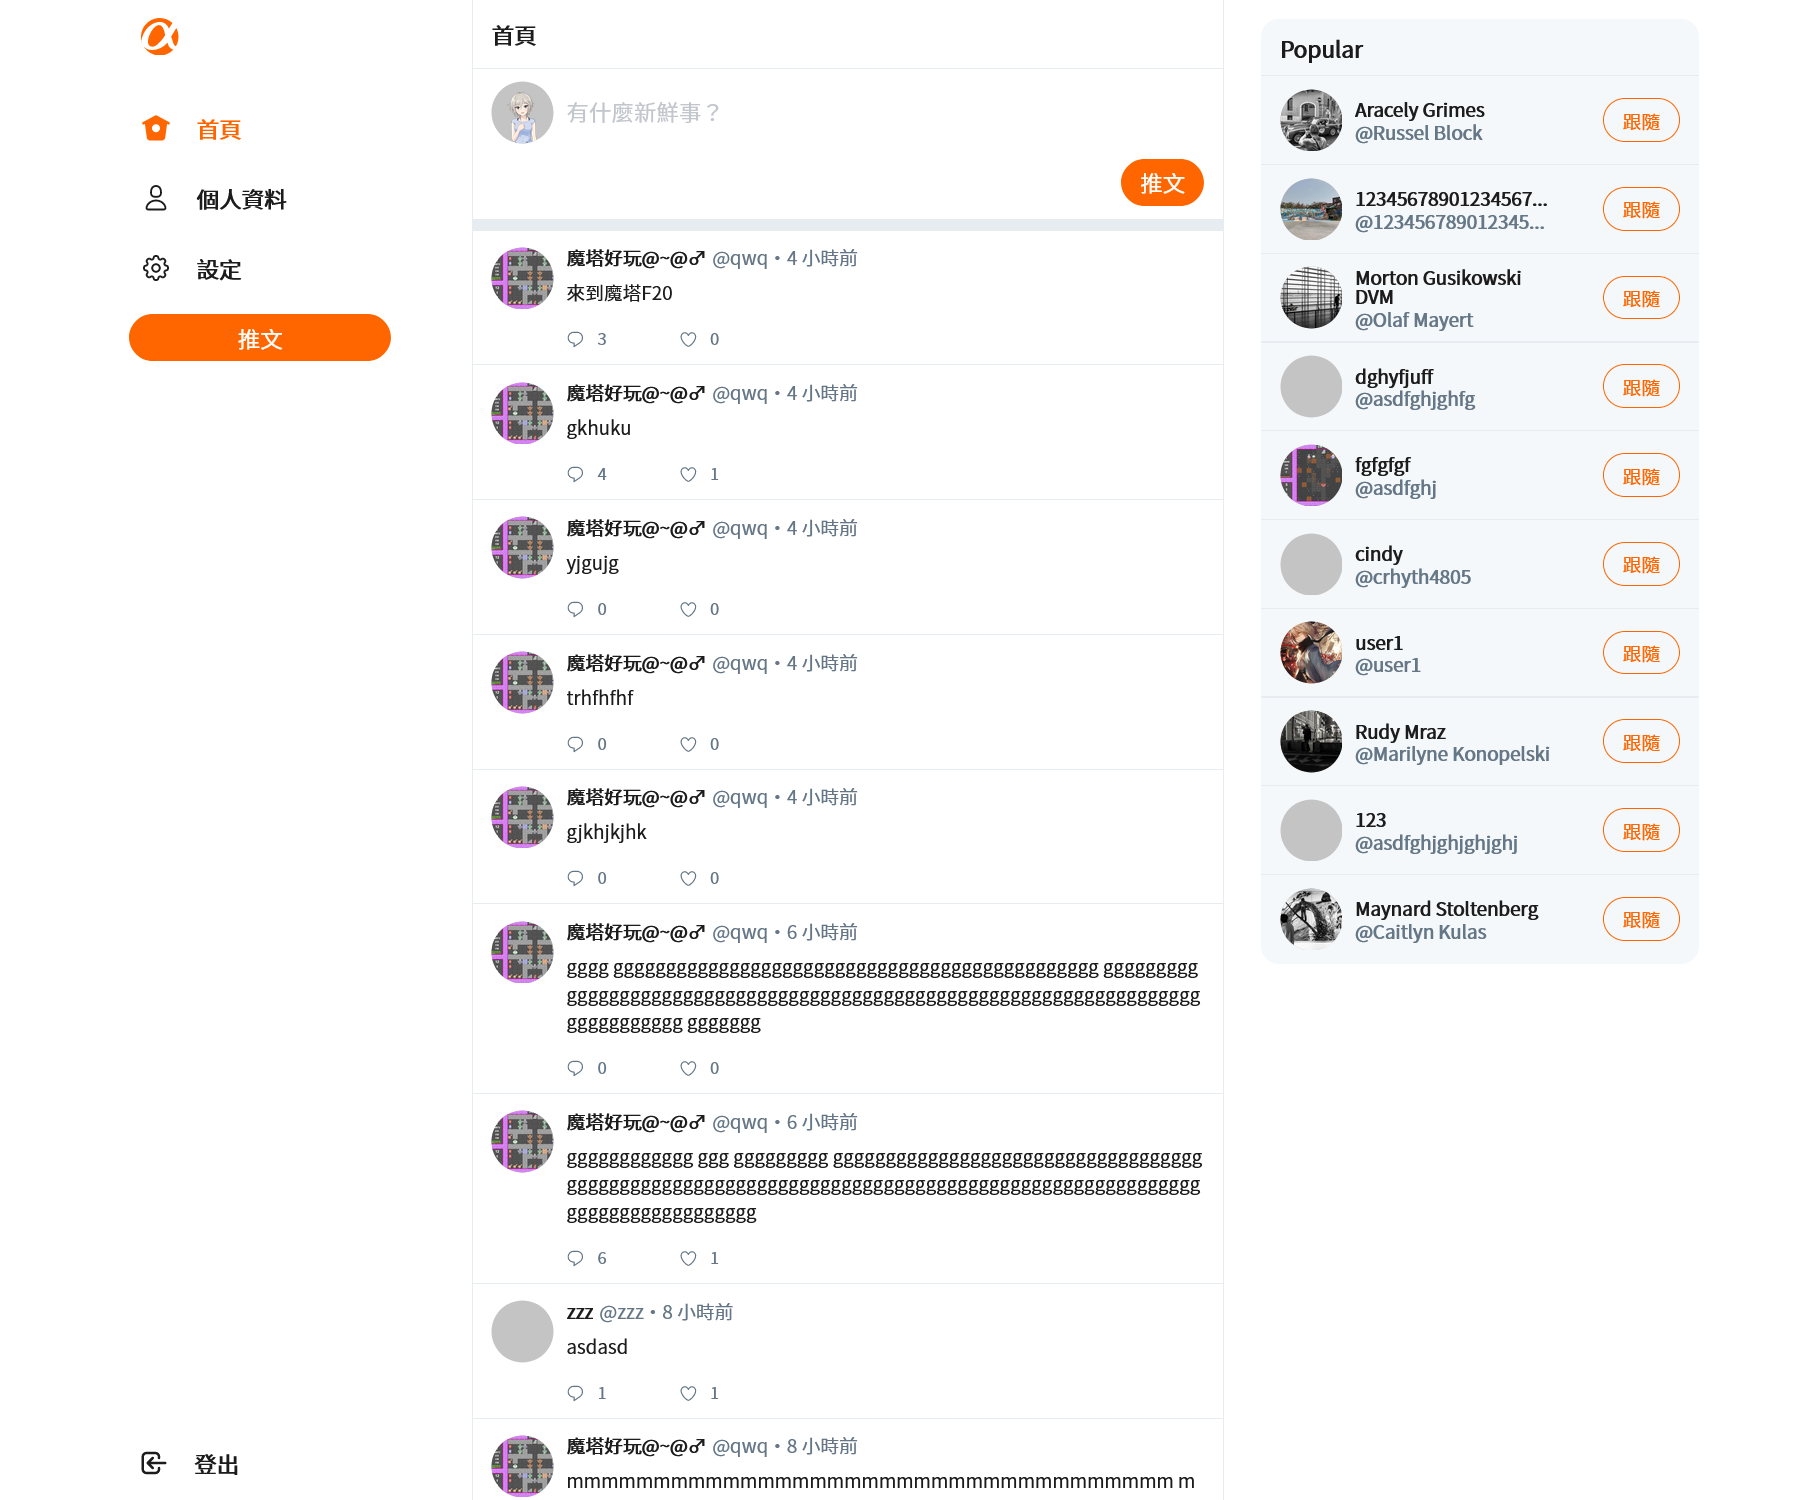 首頁
個人資料
設定
推文
登出
首頁
有什麼新鮮事？
推文
魔塔好玩@~@♂ @qwq・4 小時前
來到魔塔F20
3 0
魔塔好玩@~@♂ @qwq・4 小時前
gkhuku
4 1
魔塔好玩@~@♂ @qwq・4 小時前
yjgujg
0 0
魔塔好玩@~@♂ @qwq・4 小時前
trhfhfhf
0 0
魔塔好玩@~@♂ @qwq・4 小時前
gjkhjkjhk
0 0
魔塔好玩@~@♂ @qwq・6 小時前
gggg gggggggggggggggggggggggggggggggggggggggggggggg ggggggggg
gggggggggggggggggggggggggggggggggggggggggggggggggggggggggggg
ggggggggggg ggggggg
0 0
魔塔好玩@~@♂ @qwq・6 小時前
gggggggggggg ggg ggggggggg ggggggggggggggggggggggggggggggggggg
gggggggggggggggggggggggggggggggggggggggggggggggggggggggggggg
gggggggggggggggggg
6 1
zzz @zzz・8 小時前
asdasd
1 1
魔塔好玩@~@♂ @qwq・8 小時前
mmmmmmmmmmmmmmmmmmmmmmmmmmmmmmmmmmm m
Popular
Aracely Grimes
@Russel Block
跟隨
12345678901234567...
@123456789012345...
跟隨
Morton Gusikowski
DVM
@Olaf Mayert
跟隨
dghyfjuff
@asdfghjghfg
跟隨
fgfgfgf
@asdfghj
跟隨
cindy
@crhyth4805
跟隨
user1
@user1
跟隨
Rudy Mraz
@Marilyne Konopelski
跟隨
123
@asdfghjghjghjghj
跟隨
Maynard Stoltenberg
@Caitlyn Kulas
跟隨